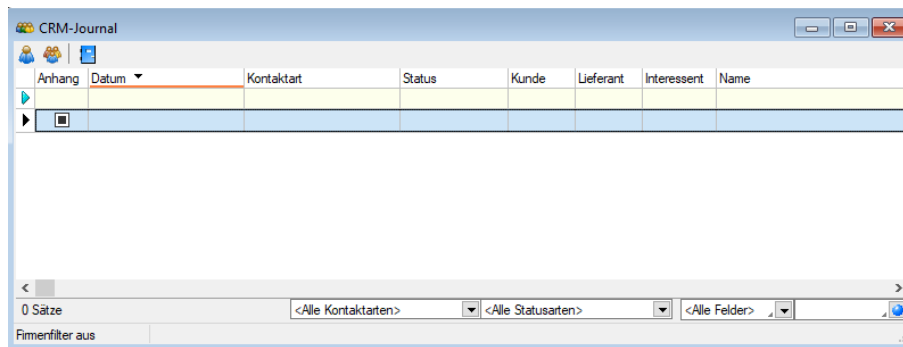 CRM-Journal
Anhang Datum Kontaktart Status Kunde Lieferant Interessent Name
0 Sätze <Alle Kontaktarten> <Alle Statusarten> <Alle Felder>
Firmenfilter aus